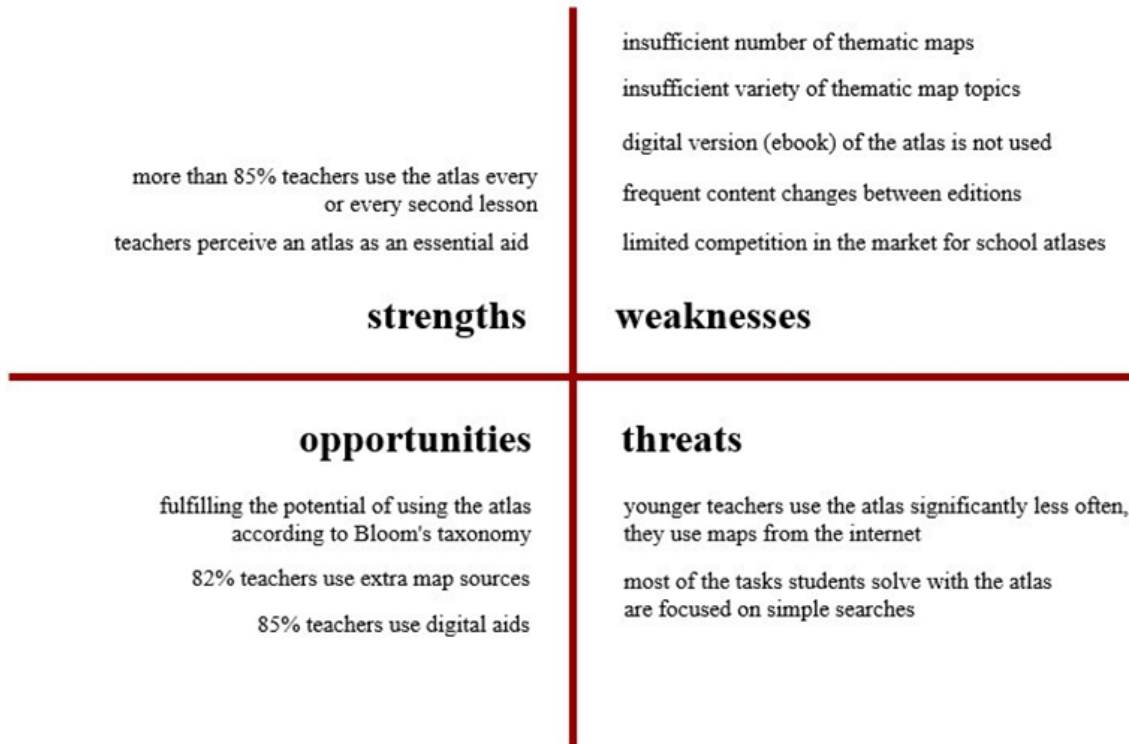 more than 85% teachers use the atlas every
or every second lesson
teachers perceive an atlas as an essential aid
strengths
insufficient number of thematic maps
insufficient variety of thematic map topics
digital version (ebook) of the atlas is not used
frequent content changes between editions
limited competition in the market for school atlases
weaknesses
opportunities
fulfilling the potential of using the atlas
according to Bloom's taxonomy
82% teachers use extra map sources
85% teachers use digital aids
threats
younger teachers use the atlas significantly less often,
they use maps from the internet
most of the tasks students solve with the atlas
are focused on simple searches